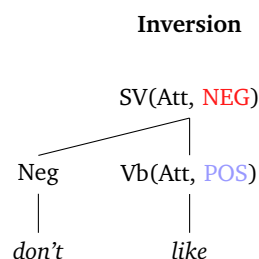 Inversion
SV(Att, NEG)
Neg Vb(Att, POS)
don't like